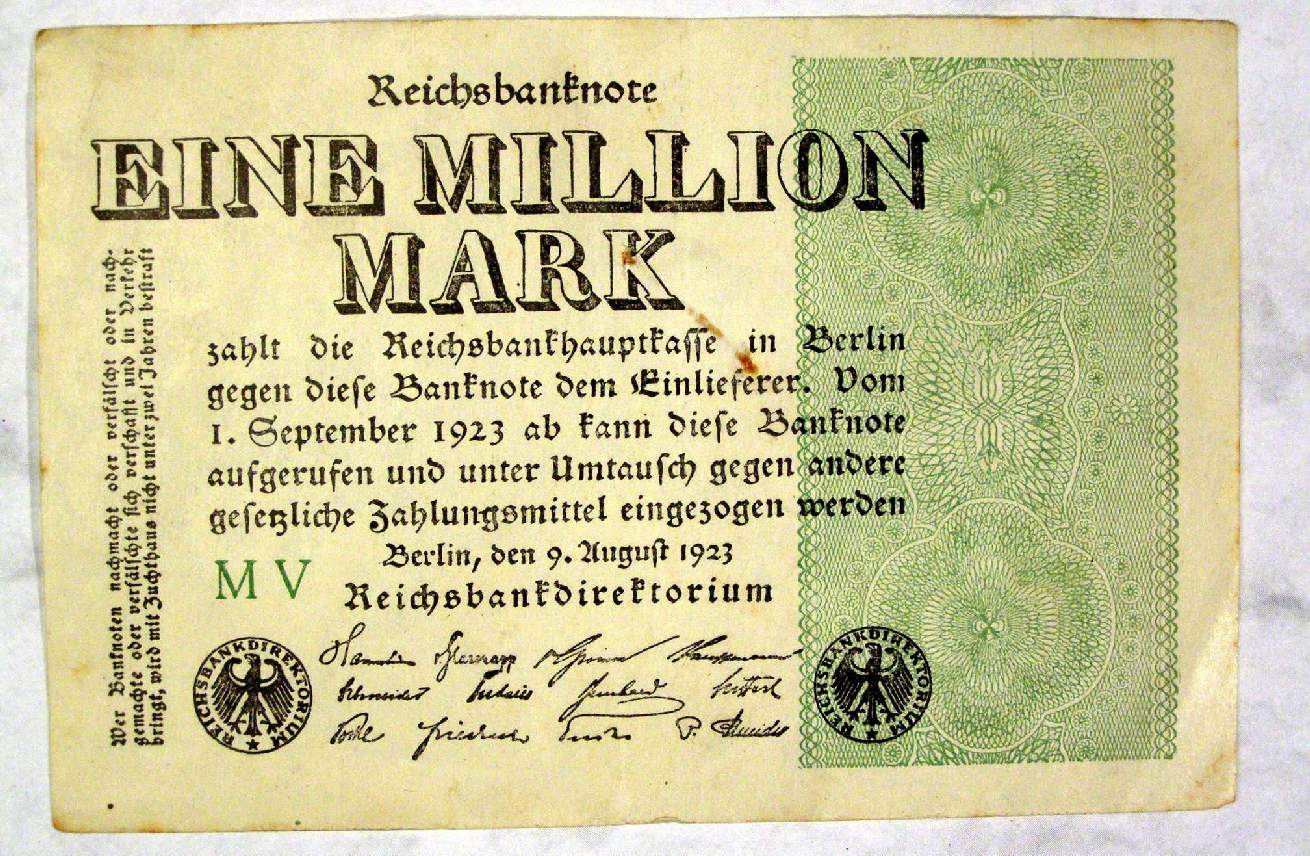 Reichsbanknote
EINE MILLION
MARK
zahlt die Reichsbankhauptkasse in Berlin
gegen diese Banknote dem Einlieferer. Vom
1. September 1923 ab kann diese Banknote
aufgerufen und unter Umtausch gegen andere
gesetzliche Zahlungsmittel eingezogen werden
Berlin, den 9. August 1923
Reichsbankdirektorium
MV
Wer Banknoten nachmacht oder verfälscht oder nach-
gemachte oder verfälschte sich verschafft und in Verkehr
bringt, wird mit Zuchthaus nicht unter zwei Jahren bestraft
REICHSBANKDIREKTORIUM
REICHSBANKDIREKTORIUM
Schneider
Friedrich
P. Schneider